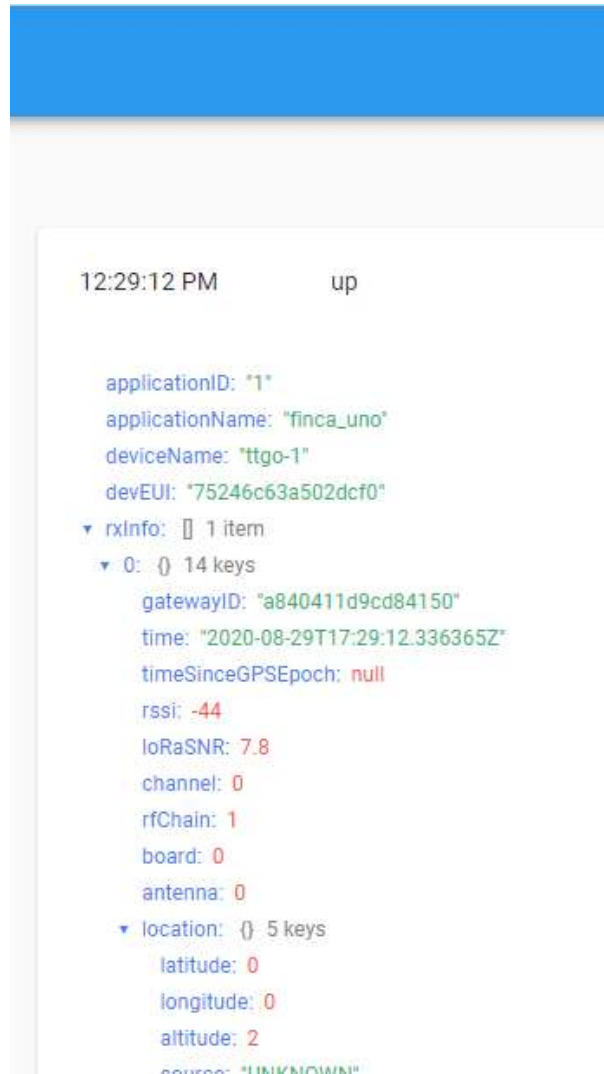 12:29:12 PM up
applicationID: "1"
applicationName: "finca_uno"
deviceName: "ttgo-1"
devEUI: "75246c63a502dcf0"
▾ rxInfo: [] 1 item
▾ 0: {} 14 keys
gatewayID: "a840411d9cd84150"
time: "2020-08-29T17:29:12.336365Z"
timeSinceGPSEpoch: null
rssi: -44
loRaSNR: 7.8
channel: 0
rfChain: 1
board: 0
antenna: 0
▾ location: {} 5 keys
latitude: 0
longitude: 0
altitude: 2
source: "UNKNOWN"